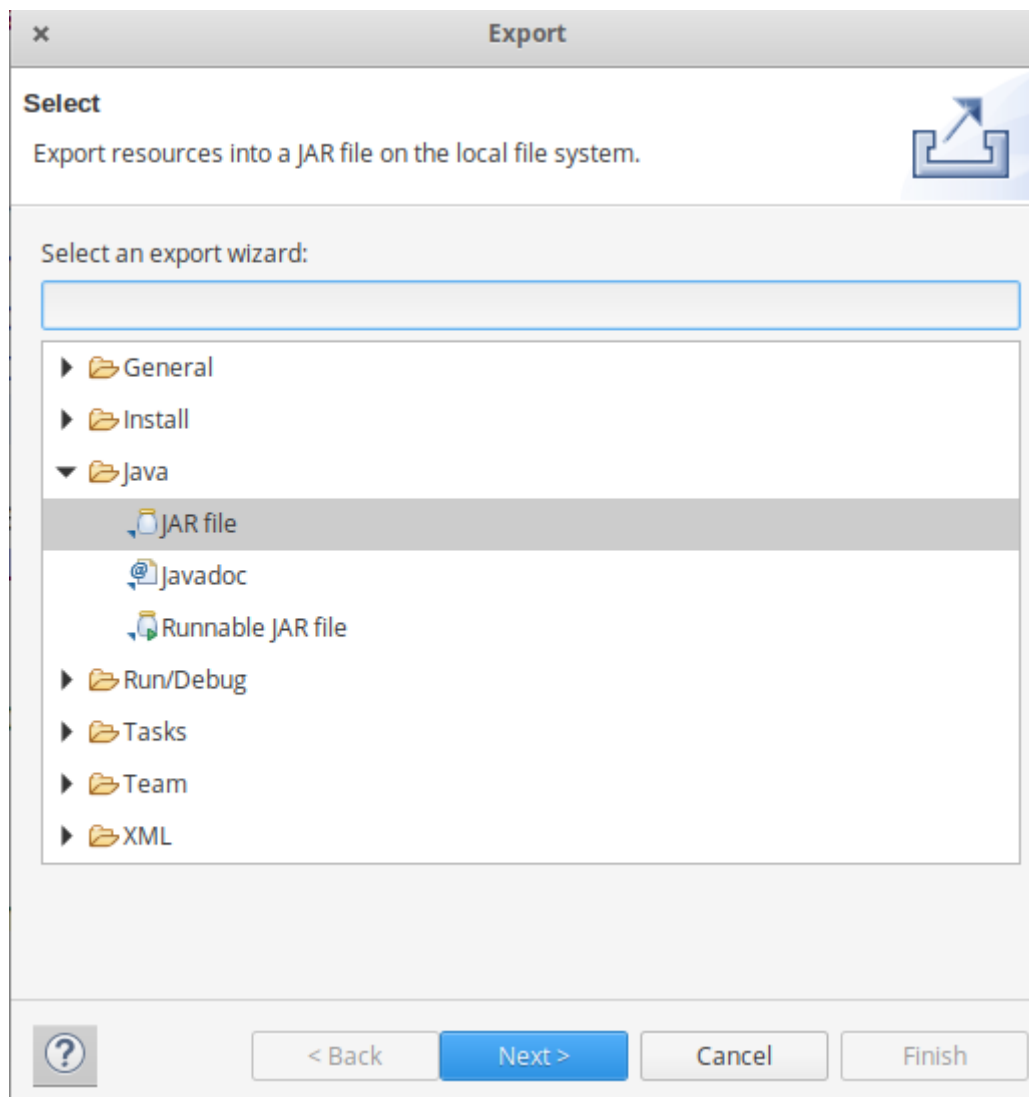 Export
Select
Export resources into a JAR file on the local file system.
Select an export wizard:
General
Install
Java
JAR file
Javadoc
Runnable JAR file
Run/Debug
Tasks
Team
XML
? < Back Next > Cancel Finish